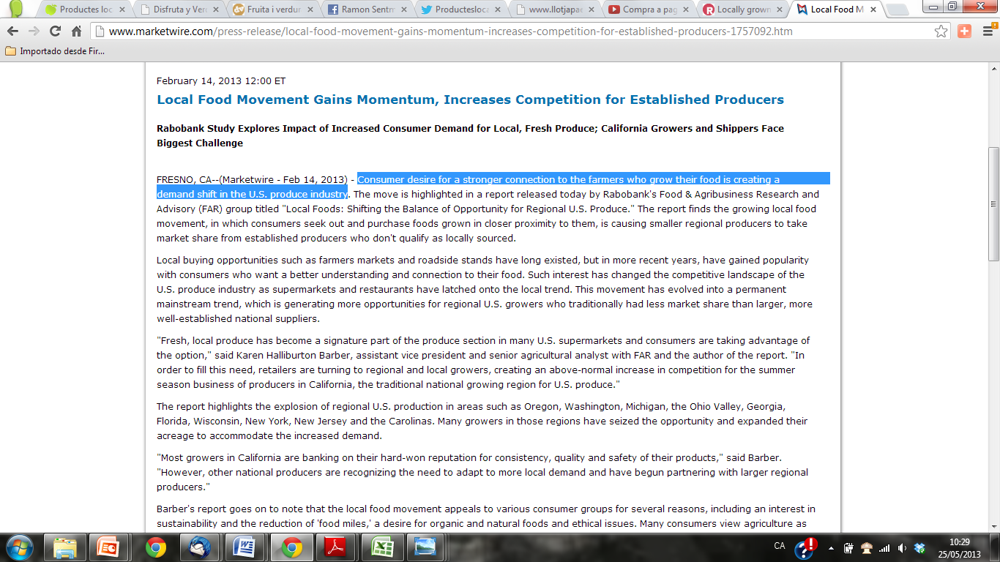 Productes loc
Disfruta y Ver
Fruita i verdur
Ramon Sentm
Productesloca
www.llotjapae
Compra a pag
Locally grown
Local Food M
www.marketwire.com/press-release/local-food-movement-gains-momentum-increases-competition-for-established-producers-1757092.htm
Importado desde Fir...
February 14, 2013 12:00 ET
Local Food Movement Gains Momentum, Increases Competition for Established Producers
Rabobank Study Explores Impact of Increased Consumer Demand for Local, Fresh Produce; California Growers and Shippers Face
Biggest Challenge
FRESNO, CA--(Marketwire - Feb 14, 2013) - Consumer desire for a stronger connection to the farmers who grow their food is creating a
demand shift in the U.S. produce industry. The move is highlighted in a report released today by Rabobank's Food & Agribusiness Research and
Advisory (FAR) group titled "Local Foods: Shifting the Balance of Opportunity for Regional U.S. Produce." The report finds the growing local food
movement, in which consumers seek out and purchase foods grown in closer proximity to them, is causing smaller regional producers to take
market share from established producers who don't qualify as locally sourced.
Local buying opportunities such as farmers markets and roadside stands have long existed, but in more recent years, have gained popularity
with consumers who want a better understanding and connection to their food. Such interest has changed the competitive landscape of the
U.S. produce industry as supermarkets and restaurants have latched onto the local trend. This movement has evolved into a permanent
mainstream trend, which is generating more opportunities for regional U.S. growers who traditionally had less market share than larger, more
well-established national suppliers.
"Fresh, local produce has become a signature part of the produce section in many U.S. supermarkets and consumers are taking advantage of
the option," said Karen Halliburton Barber, assistant vice president and senior agricultural analyst with FAR and the author of the report. "In
order to fill this need, retailers are turning to regional and local growers, creating an above-normal increase in competition for the summer
season business of producers in California, the traditional national growing region for U.S. produce."
The report highlights the explosion of regional U.S. production in areas such as Oregon, Washington, Michigan, the Ohio Valley, Georgia,
Florida, Wisconsin, New York, New Jersey and the Carolinas. Many growers in those regions have seized the opportunity and expanded their
acreage to accommodate the increased demand.
"Most growers in California are banking on their hard-won reputation for consistency, quality and safety of their products," said Barber.
"However, other national producers are recognizing the need to adapt to more local demand and have begun partnering with larger regional
producers."
Barber's report goes on to note that the local food movement appeals to various consumer groups for several reasons, including an interest in
sustainability and the reduction of 'food miles,' a desire for organic and natural foods and ethical issues. Many consumers view agriculture as
CA
10:29
25/05/2013